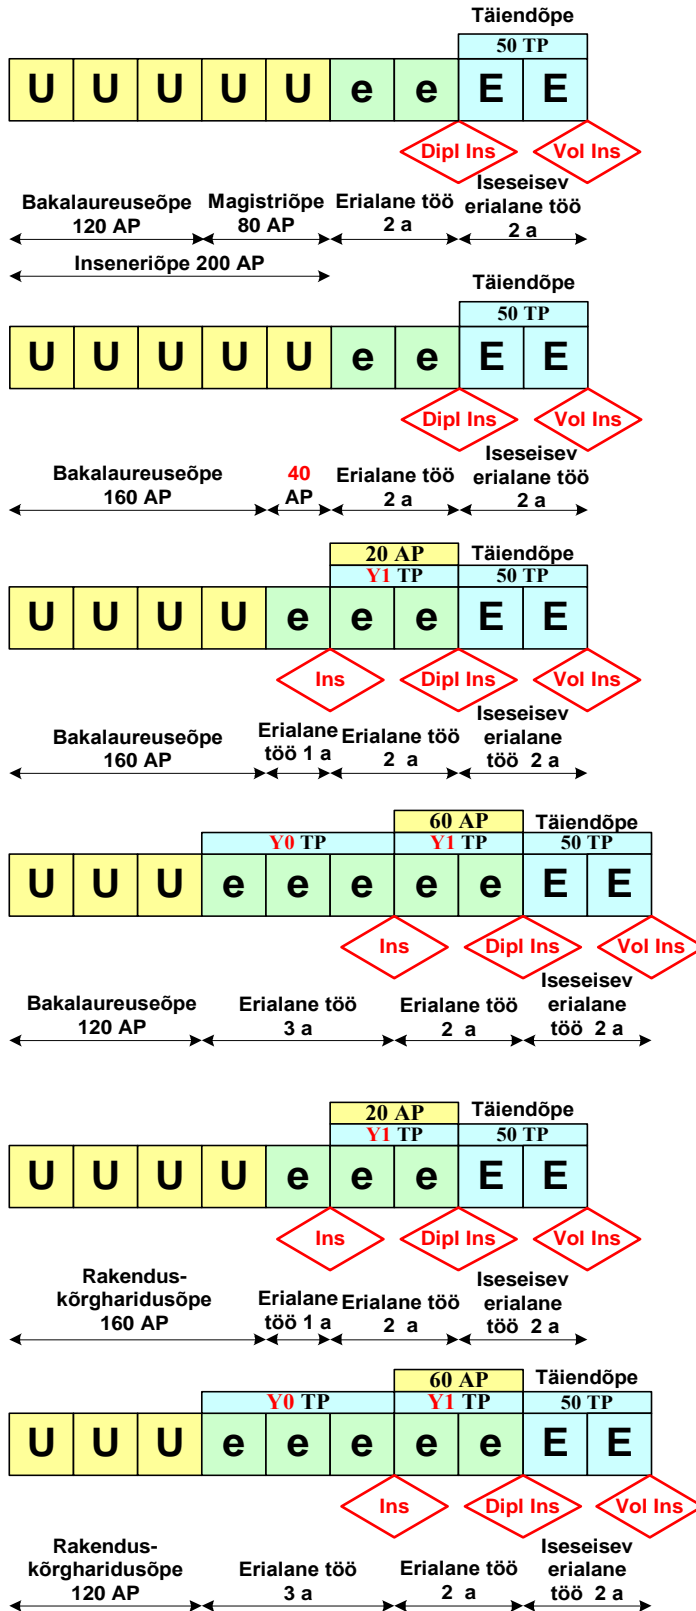 Täiendõpe
50 TP
U U U U U e e E E
Dipl Ins Vol Ins
Bakalaureuseõpe
120 AP
Magistriõpe
80 AP
Erialane töö
2 a
Iseseisev
erialane töö
2 a
Inseneriõpe 200 AP
Täiendõpe
50 TP
U U U U U e e E E
Dipl Ins Vol Ins
Bakalaureuseõpe
160 AP
40
AP
Erialane töö
2 a
Iseseisev
erialane töö
2 a
20 AP Täiendõpe
Y1 TP 50 TP
U U U U e e e E E
Ins Dipl Ins Vol Ins
Bakalaureuseõpe
160 AP
Erialane
töö 1 a
Erialane töö
2 a
Iseseisev
erialane
töö 2 a
60 AP Täiendõpe
Y0 TP Y1 TP 50 TP
U U U e e e e e E E
Ins Dipl Ins Vol Ins
Bakalaureuseõpe
120 AP
Erialane töö
3 a
Erialane töö
2 a
Iseseisev
erialane
töö 2 a
20 AP Täiendõpe
Y1 TP 50 TP
U U U U e e e E E
Ins Dipl Ins Vol Ins
Rakendus-
kõrgharidusõpe
160 AP
Erialane
töö 1 a
Erialane töö
2 a
Iseseisev
erialane
töö 2 a
60 AP Täiendõpe
Y0 TP Y1 TP 50 TP
U U U e e e e e E E
Ins Dipl Ins Vol Ins
Rakendus-
kõrgharidusõpe
120 AP
Erialane töö
3 a
Erialane töö
2 a
Iseseisev
erialane
töö 2 a